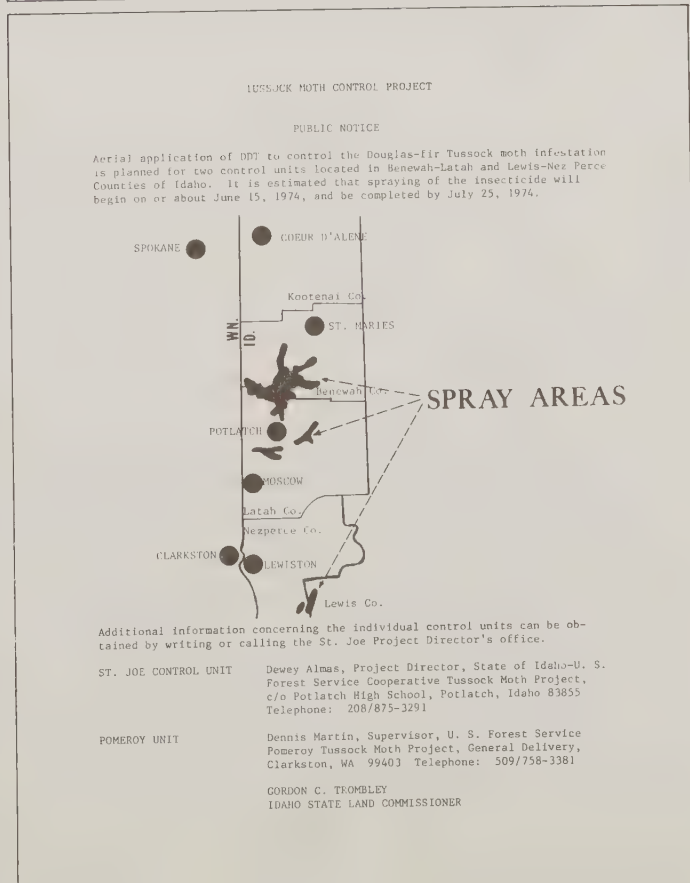 TUSSOCK MOTH CONTROL PROJECT
PUBLIC NOTICE
Aerial application of DDT to control the Douglas-fir Tussock moth infestation
is planned for two control units located in Benewah-Latah and Lewis-Nez Perce
Counties of Idaho. It is estimated that spraying of the insecticide will
begin on or about June 15, 1974, and be completed by July 25, 1974.
SPOKANE
COEUR D'ALENE
Kootenai Co.
WN.
ID.
ST. MARIES
Benewah Co.
SPRAY AREAS
POTLATCH
MOSCOW
Latah Co.
Nezperce Co.
CLARKSTON
LEWISTON
Lewis Co.
Additional information concerning the individual control units can be ob-
tained by writing or calling the St. Joe Project Director's office.
ST. JOE CONTROL UNIT Dewey Almas, Project Director, State of Idaho-U. S.
Forest Service Cooperative Tussock Moth Project,
c/o Potlatch High School, Potlatch, Idaho 83855
Telephone: 208/875-3291
POMEROY UNIT Dennis Martin, Supervisor, U. S. Forest Service
Pomeroy Tussock Moth Project, General Delivery,
Clarkston, WA 99403 Telephone: 509/758-3381
GORDON C. TROMBLEY
IDAHO STATE LAND COMMISSIONER